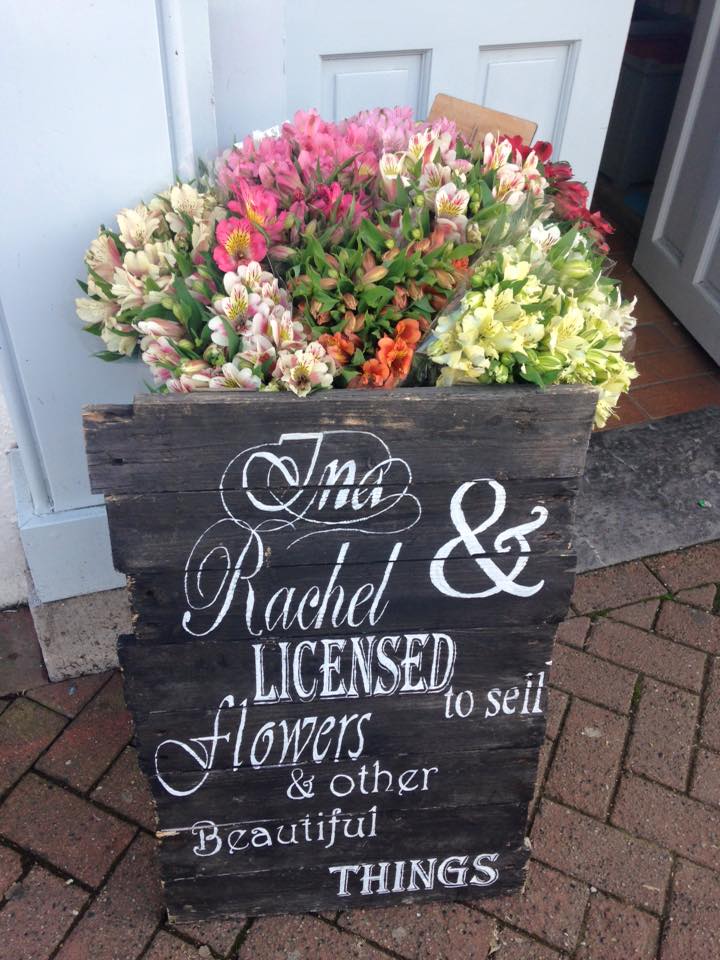 Ina &
Rachel
LICENSED
to sell
flowers
& other
Beautiful
THINGS